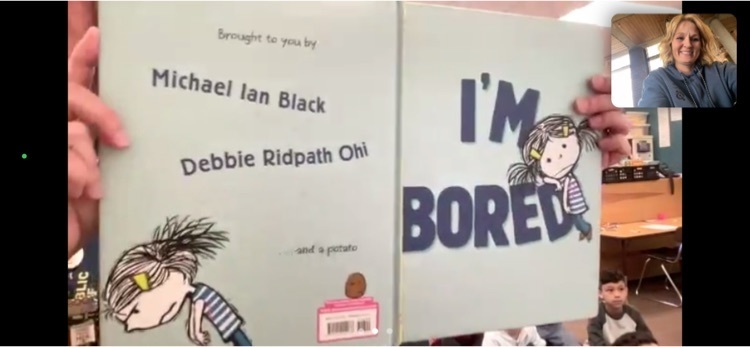 Brought to you by
Michael Ian Black
Debbie Ridpath Ohi
....and a potato
I'M
BORED